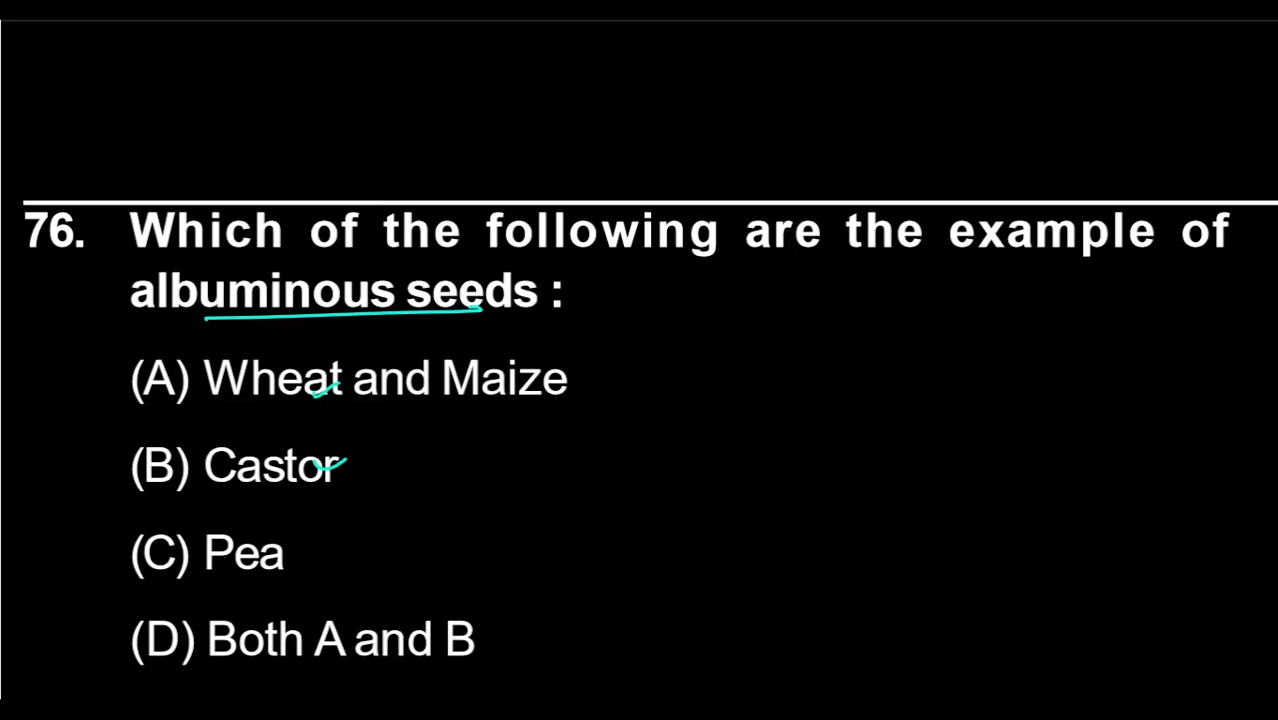 76. Which of the following are the example of
albuminous seeds :
(A) Wheat and Maize
(B) Castor
(C) Pea
(D) Both A and B